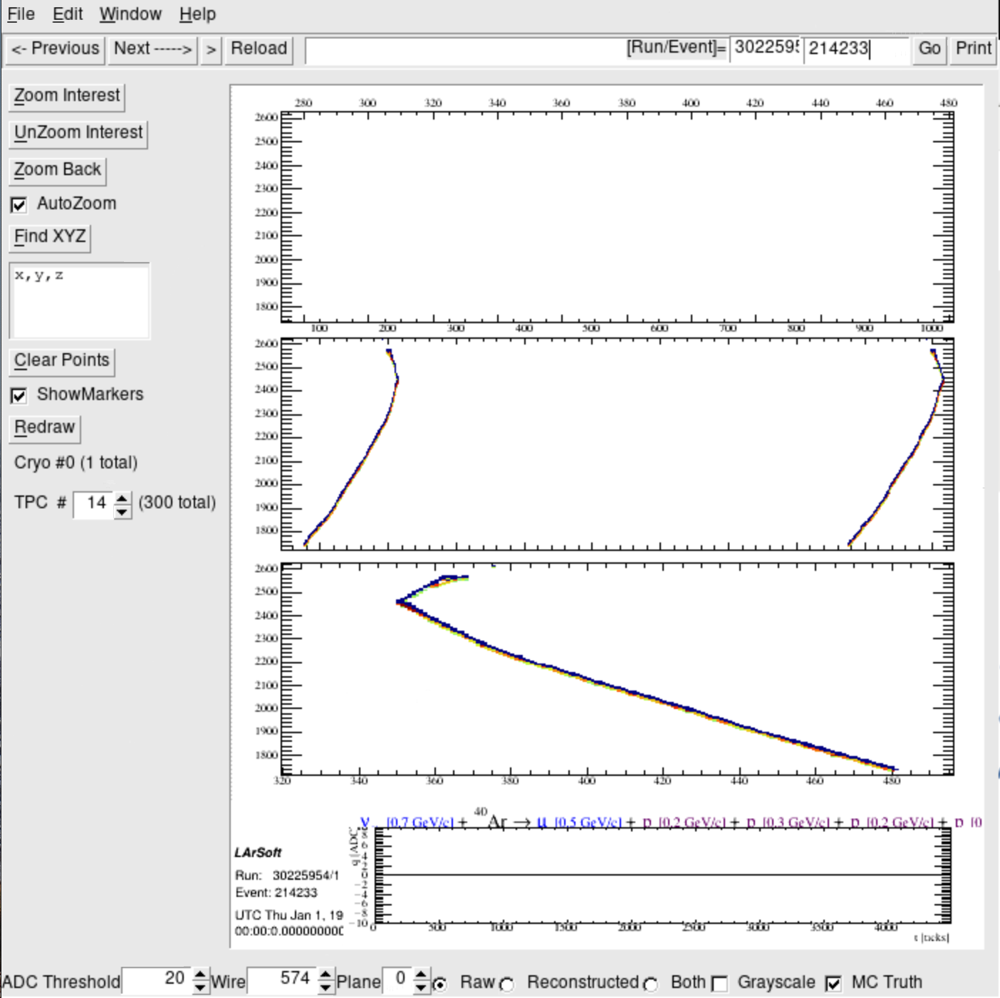 File Edit Window Help
<- Previous Next -----> > Reload [Run/Event]= 3022595 214233 Go Print
Zoom Interest
UnZoom Interest
Zoom Back
AutoZoom
Find XYZ
x,y,z
Clear Points
ShowMarkers
Redraw
Cryo #0 (1 total)
TPC # 14 (300 total)
280 300 320 340 360 380 400 420 440 460 480
2600
2500
2400
2300
2200
2100
2000
1900
1800
100 200 300 400 500 600 700 800 900 1000
2600
2500
2400
2300
2200
2100
2000
1900
1800
2600
2500
2400
2300
2200
2100
2000
1900
1800
320 340 360 380 400 420 440 460 480
ν [0.7 GeV/c] + ⁴⁰Ar → μ [0.5 GeV/c] + p [0.2 GeV/c] + p [0.3 GeV/c] + p [0.2 GeV/c] + p [0
LArSoft
Run: 30225954/1
Event: 214233
UTC Thu Jan 1, 19
00:00:0.000000000
q [ADC]
6
4
2
0
−2
−4
−6
−8
−10
0 500 1000 1500 2000 2500 3000 3500 4000
t [ticks]
ADC Threshold 20 Wire 574 Plane 0 Raw Reconstructed Both Grayscale MC Truth